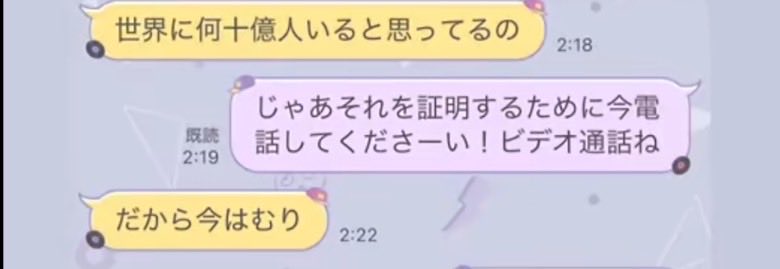 世界に何十億人いると思ってるの
2:18
じゃあそれを証明するために今電
話してくださーい！ビデオ通話ね
既読
2:19
だから今はむり
2:22